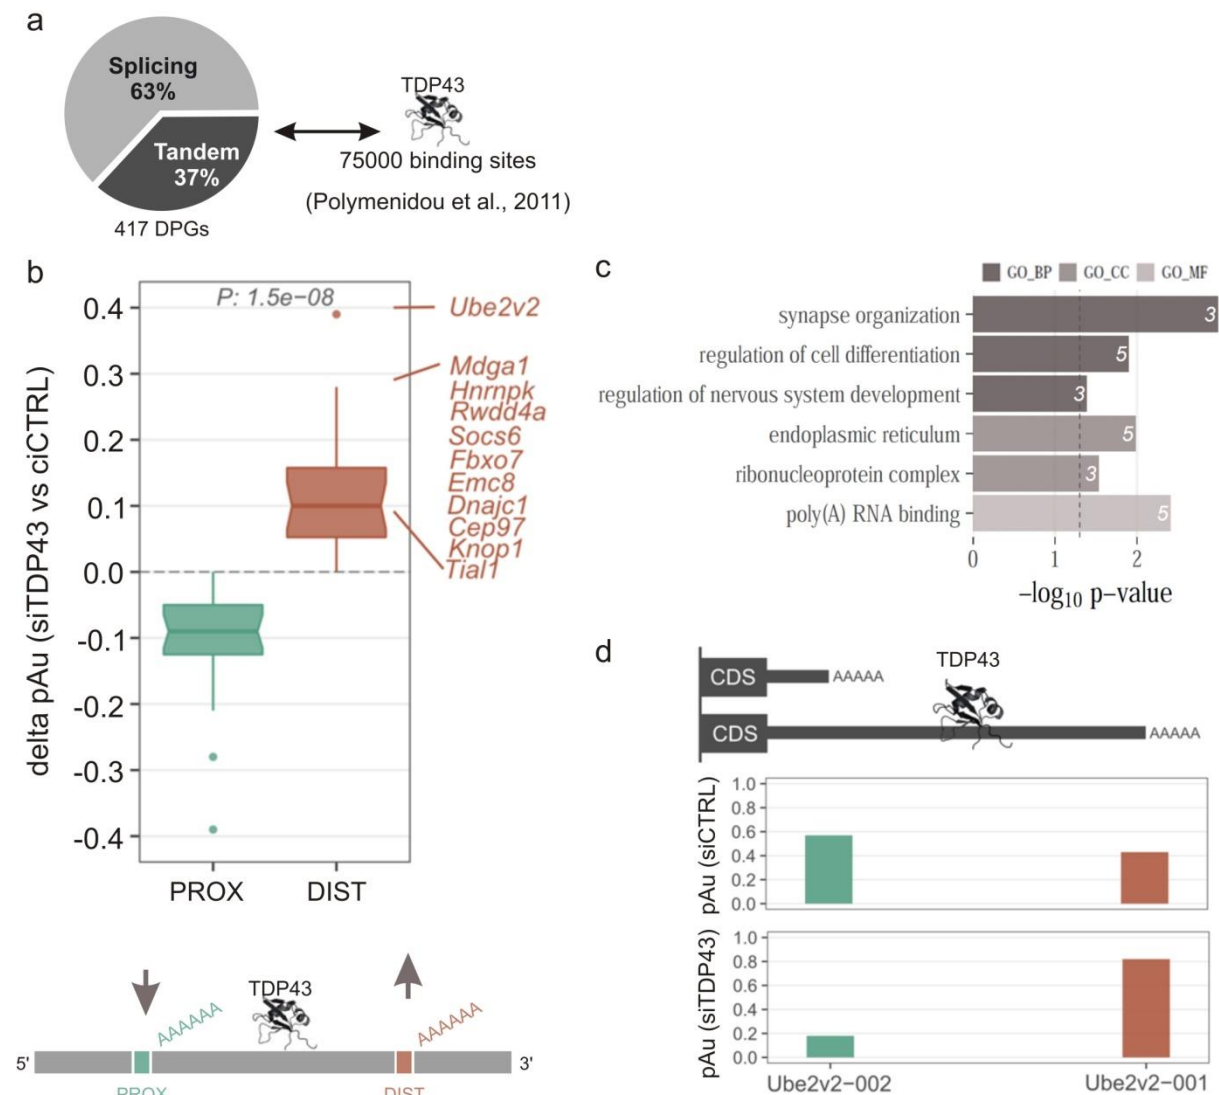 a
Splicing
63%
Tandem
37%
417 DPGs
TDP43
75000 binding sites
(Polymenidou et al., 2011)
b
delta pAu (siTDP43 vs ciCTRL)
0.4
0.3
0.2
0.1
0.0
-0.1
-0.2
-0.3
-0.4
P: 1.5e−08
PROX DIST
Ube2v2
Mdga1
Hnrnpk
Rwdd4a
Socs6
Fbxo7
Emc8
Dnajc1
Cep97
Knop1
Tial1
TDP43
AAAAAA
AAAAAA
5'
3'
PROX
DIST
c
GO_BP GO_CC GO_MF
synapse organization 3
regulation of cell differentiation 5
regulation of nervous system development 3
endoplasmic reticulum 5
ribonucleoprotein complex 3
poly(A) RNA binding 5
0 1 2
−log10 p−value
d
TDP43
CDS AAAAA
CDS AAAAA
pAu (siCTRL)
1.0
0.8
0.6
0.4
0.2
0.0
pAu (siTDP43)
1.0
0.8
0.6
0.4
0.2
0.0
Ube2v2−002 Ube2v2−001